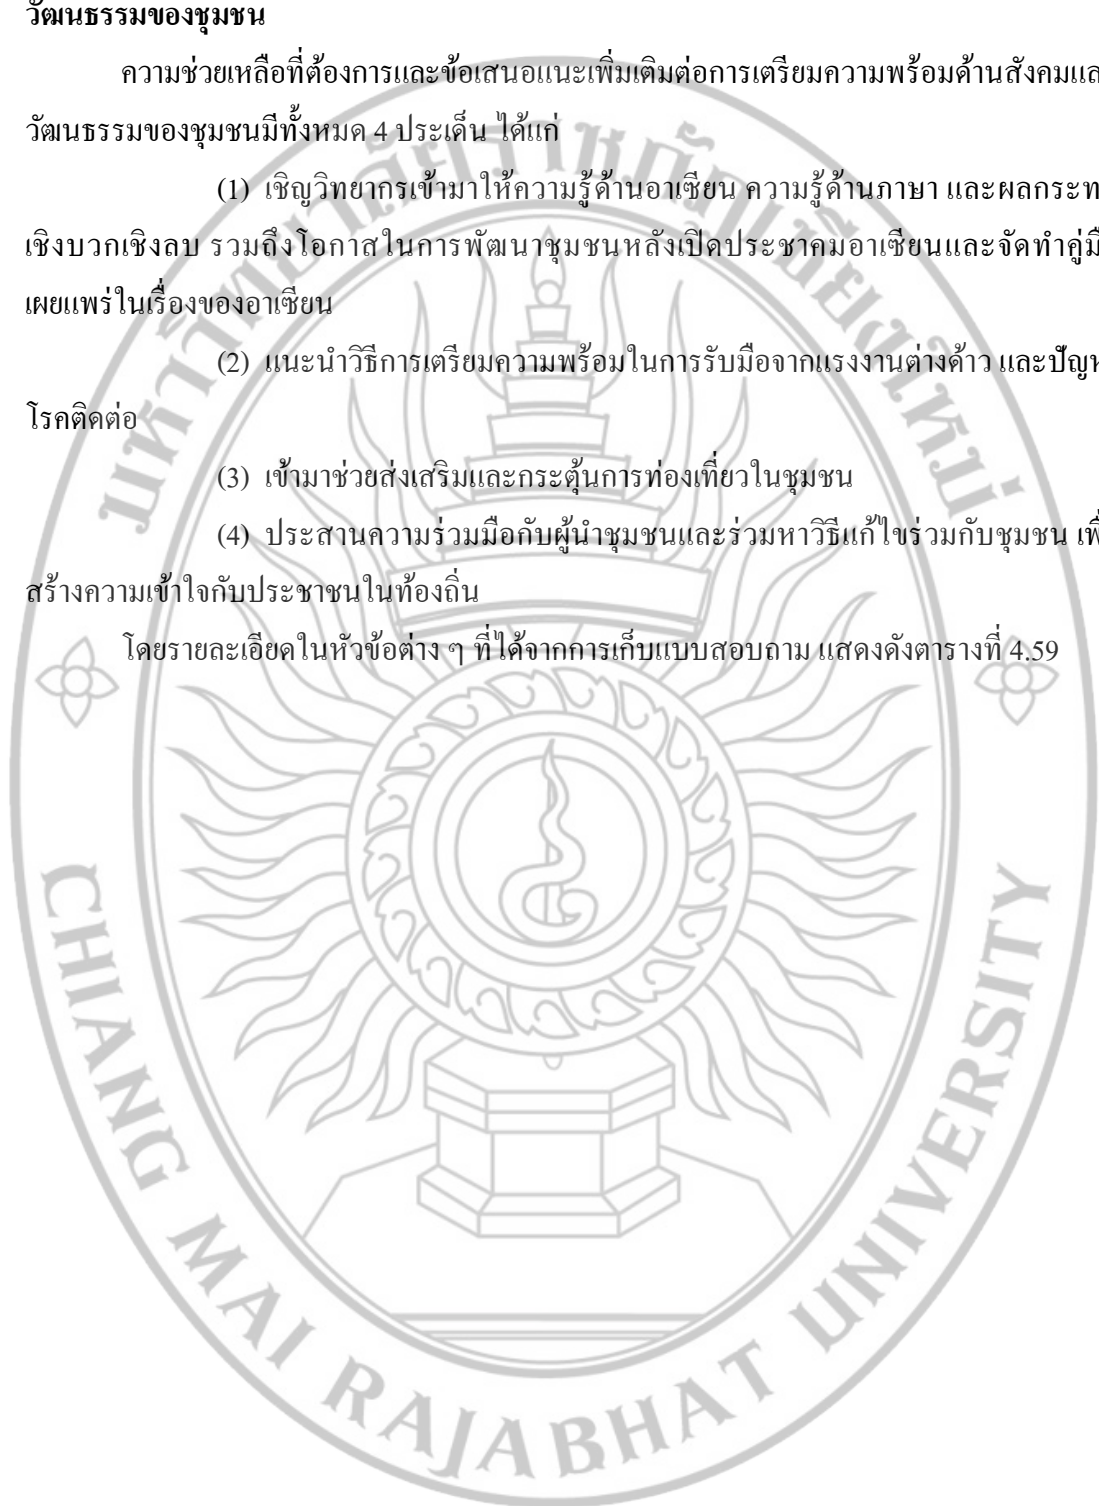 วัฒนธรรมของชุมชน
ความช่วยเหลือที่ต้องการและข้อเสนอแนะเพิ่มเติมต่อการเตรียมความพร้อมด้านสังคมแล
วัฒนธรรมของชุมชนมีทั้งหมด 4 ประเด็น ได้แก่
(1) เชิญวิทยากรเข้ามาให้ความรู้ด้านอาเซียน ความรู้ด้านภาษา และผลกระท
เชิงบวกเชิงลบ รวมถึงโอกาสในการพัฒนาชุมชนหลังเปิดประชาคมอาเซียนและจัดทำคู่มื
เผยแพร่ในเรื่องของอาเซียน
(2) แนะนำวิธีการเตรียมความพร้อมในการรับมือจากแรงงานต่างด้าว และปัญห
โรคติดต่อ
(3) เข้ามาช่วยส่งเสริมและกระตุ้นการท่องเที่ยวในชุมชน
(4) ประสานความร่วมมือกับผู้นำชุมชนและร่วมหาวิธีแก้ไขร่วมกับชุมชน เพื่
สร้างความเข้าใจกับประชาชนในท้องถิ่น
โดยรายละเอียดในหัวข้อต่าง ๆ ที่ได้จากการเก็บแบบสอบถาม แสดงดังตารางที่ 4.59
มหาวิทยาลัยราชภัฏเชียงใหม่
CHIANG MAI RAJABHAT UNIVERSITY